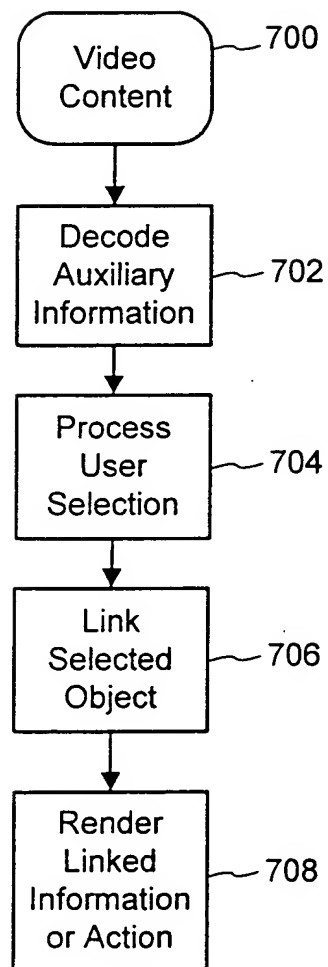 Video
Content
700
Decode
Auxiliary
Information
702
Process
User
Selection
704
Link
Selected
Object
706
Render
Linked
Information
or Action
708